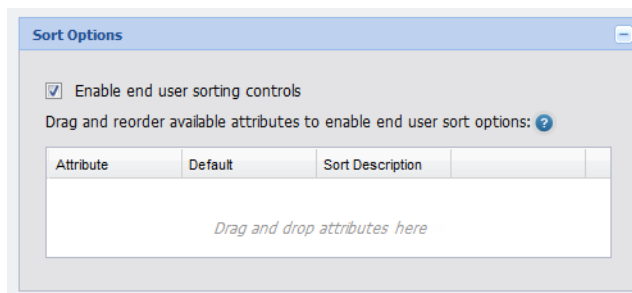 Sort Options
Enable end user sorting controls
Drag and reorder available attributes to enable end user sort options: ?
Attribute Default Sort Description
Drag and drop attributes here